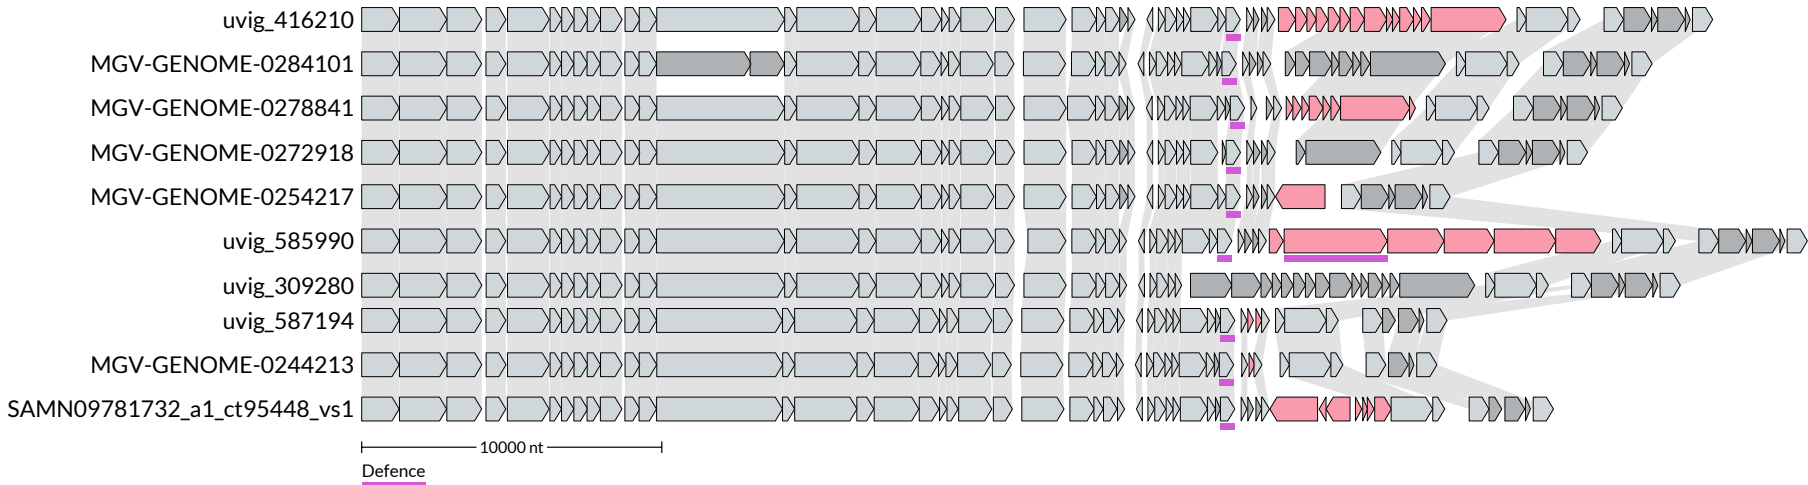 uvig_416210
MGV-GENOME-0284101
MGV-GENOME-0278841
MGV-GENOME-0272918
MGV-GENOME-0254217
uvig_585990
uvig_309280
uvig_587194
MGV-GENOME-0244213
SAMN09781732_a1_ct95448_vs1
10000 nt
Defence